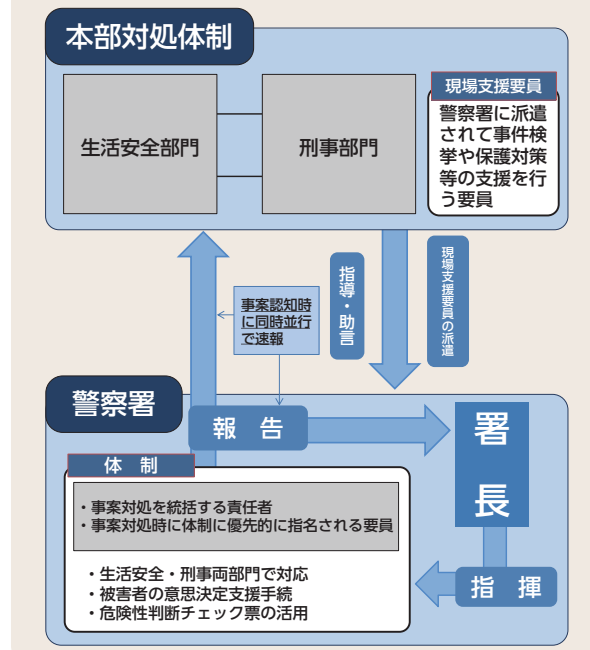 本部対処体制
生活安全部門
刑事部門
現場支援要員
警察署に派遣
されて事件検
挙や保護対策
等の支援を行
う要員
事案認知時
に同時並行
で速報
指導・助言
現場支援要員の派遣
警察署
報 告
署
長
体 制
・事案対処を統括する責任者
・事案対処時に体制に優先的に指名される要員
・生活安全・刑事両部門で対応
・被害者の意思決定支援手続
・危険性判断チェック票の活用
指 揮